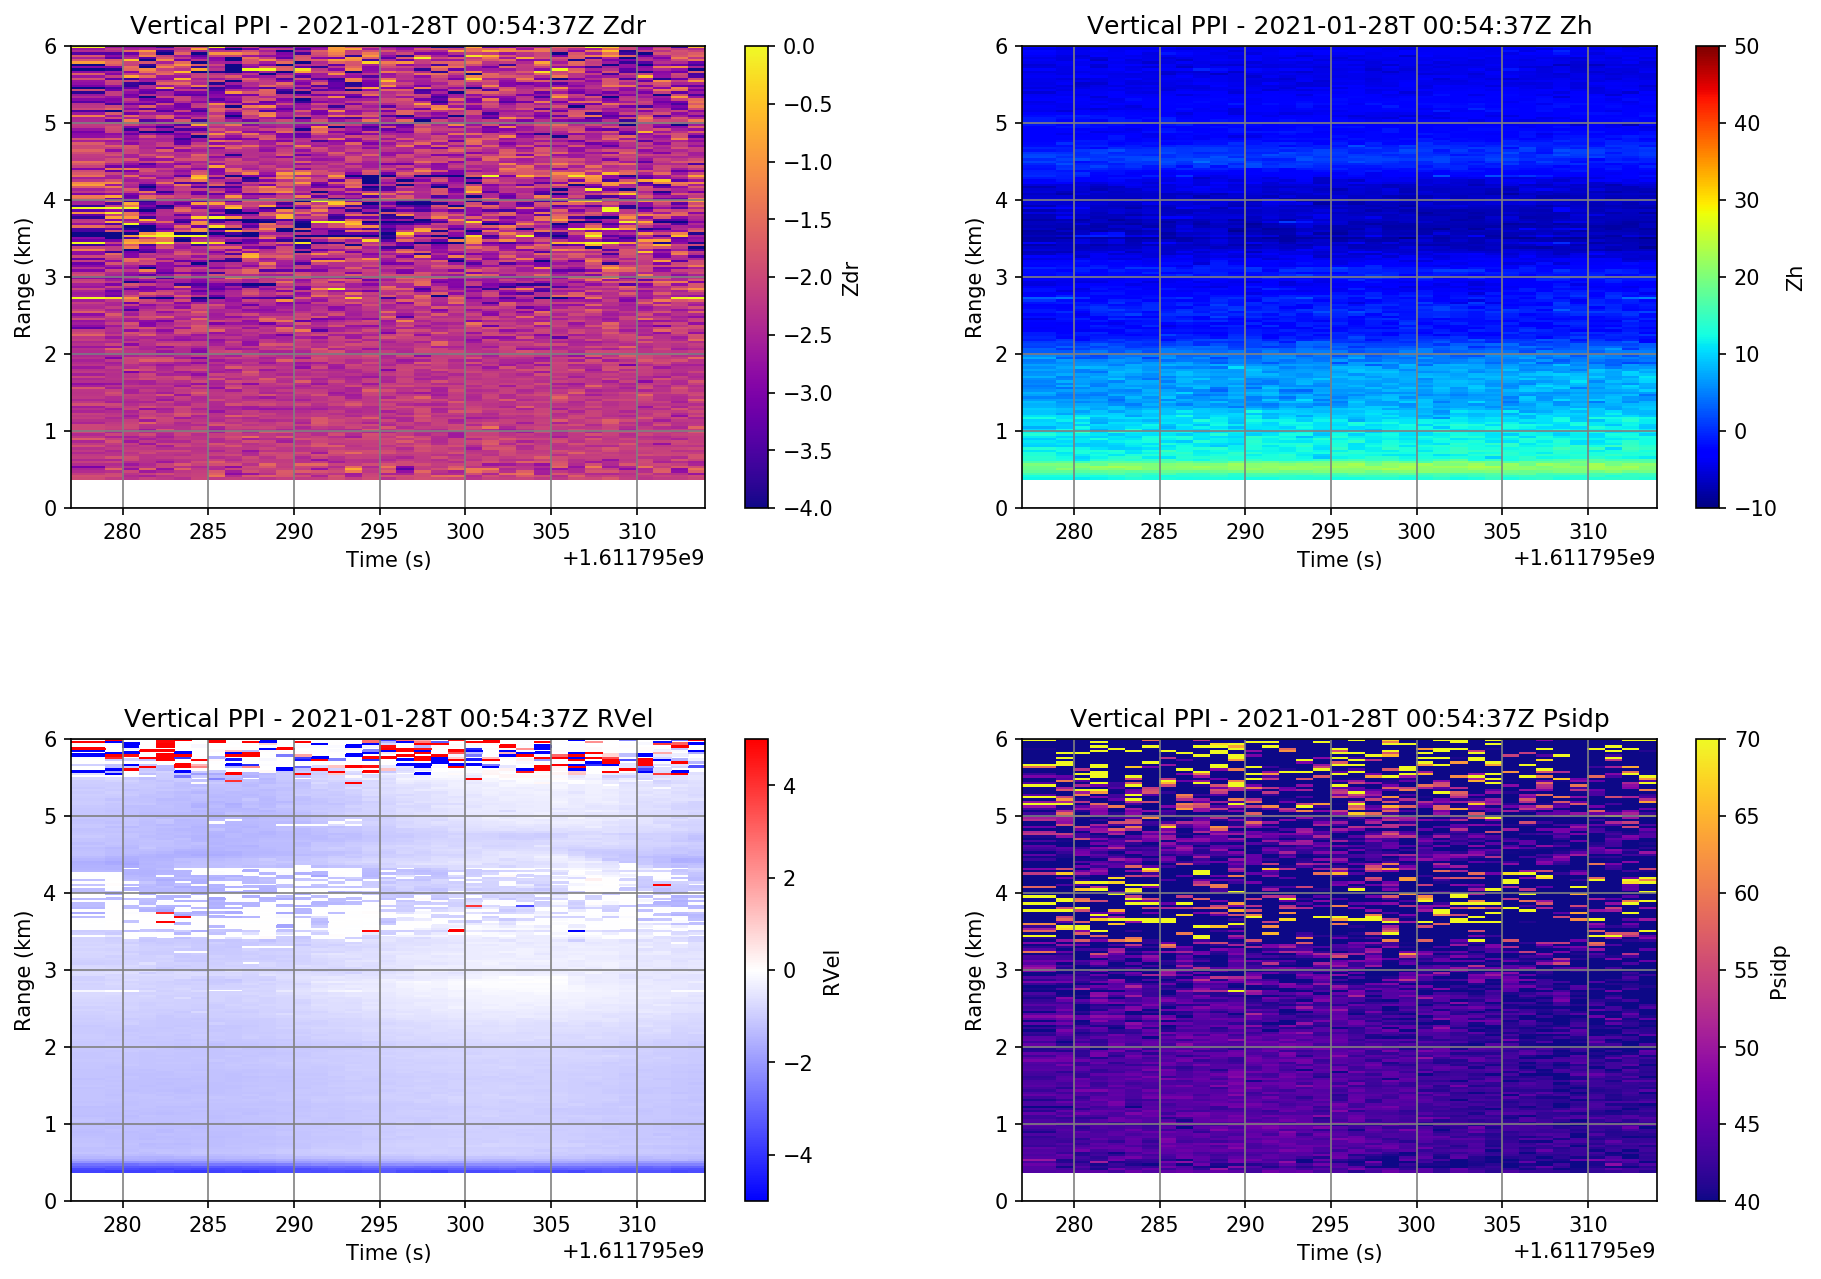 Vertical PPI - 2021-01-28T 00:54:37Z Zdr
6
5
4
3
2
1
0
Range (km)
280 285 290 295 300 305 310
Time (s)
+1.611795e9
0.0
−0.5
−1.0
−1.5
−2.0
−2.5
−3.0
−3.5
−4.0
Zdr
Vertical PPI - 2021-01-28T 00:54:37Z Zh
6
5
4
3
2
1
0
Range (km)
280 285 290 295 300 305 310
Time (s)
+1.611795e9
50
40
30
20
10
0
−10
Zh
Vertical PPI - 2021-01-28T 00:54:37Z RVel
6
5
4
3
2
1
0
Range (km)
280 285 290 295 300 305 310
Time (s)
+1.611795e9
4
2
0
−2
−4
RVel
Vertical PPI - 2021-01-28T 00:54:37Z Psidp
6
5
4
3
2
1
0
Range (km)
280 285 290 295 300 305 310
Time (s)
+1.611795e9
70
65
60
55
50
45
40
Psidp